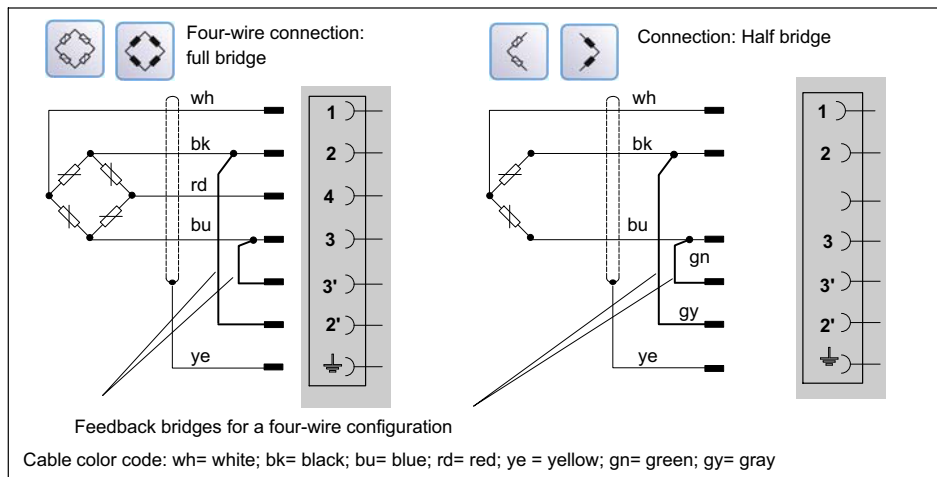 Four-wire connection:
full bridge
wh
bk
rd
bu
ye
1
2
4
3
3'
2'
Connection: Half bridge
wh
bk
bu
gn
gy
ye
1
2
3
3'
2'
Feedback bridges for a four-wire configuration
Cable color code: wh= white; bk= black; bu= blue; rd= red; ye = yellow; gn= green; gy= gray